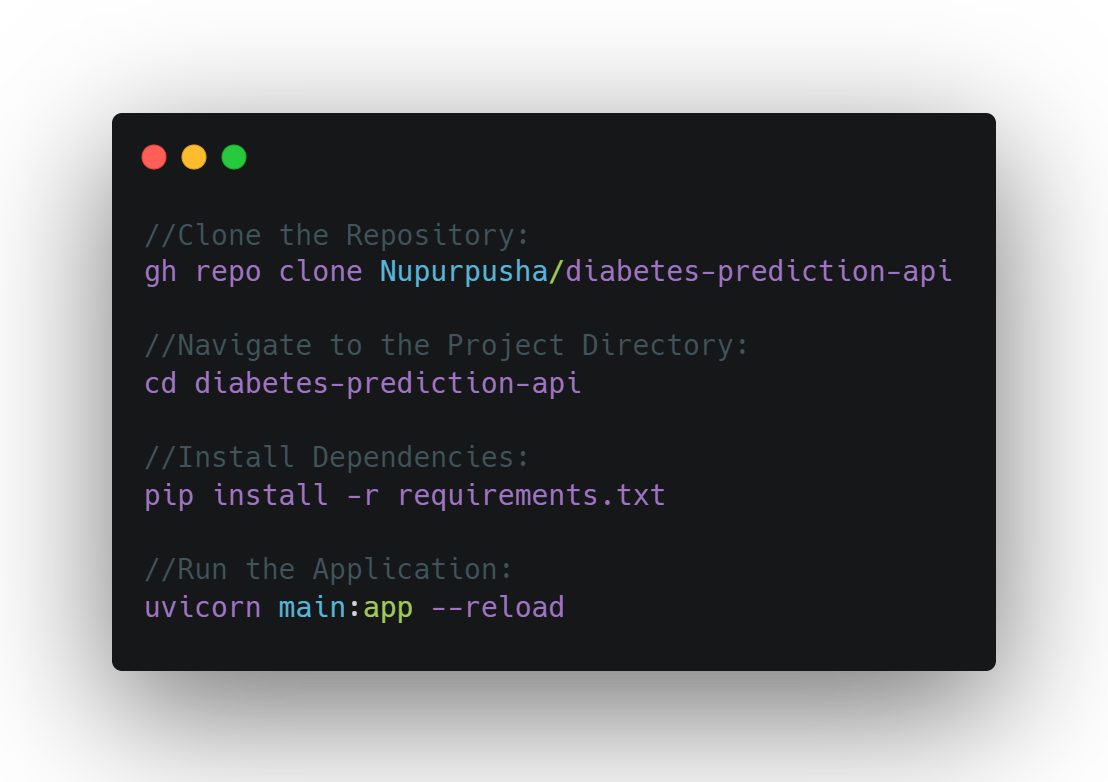 //Clone the Repository:
gh repo clone Nupurpusha/diabetes-prediction-api
//Navigate to the Project Directory:
cd diabetes-prediction-api
//Install Dependencies:
pip install -r requirements.txt
//Run the Application:
uvicorn main:app --reload